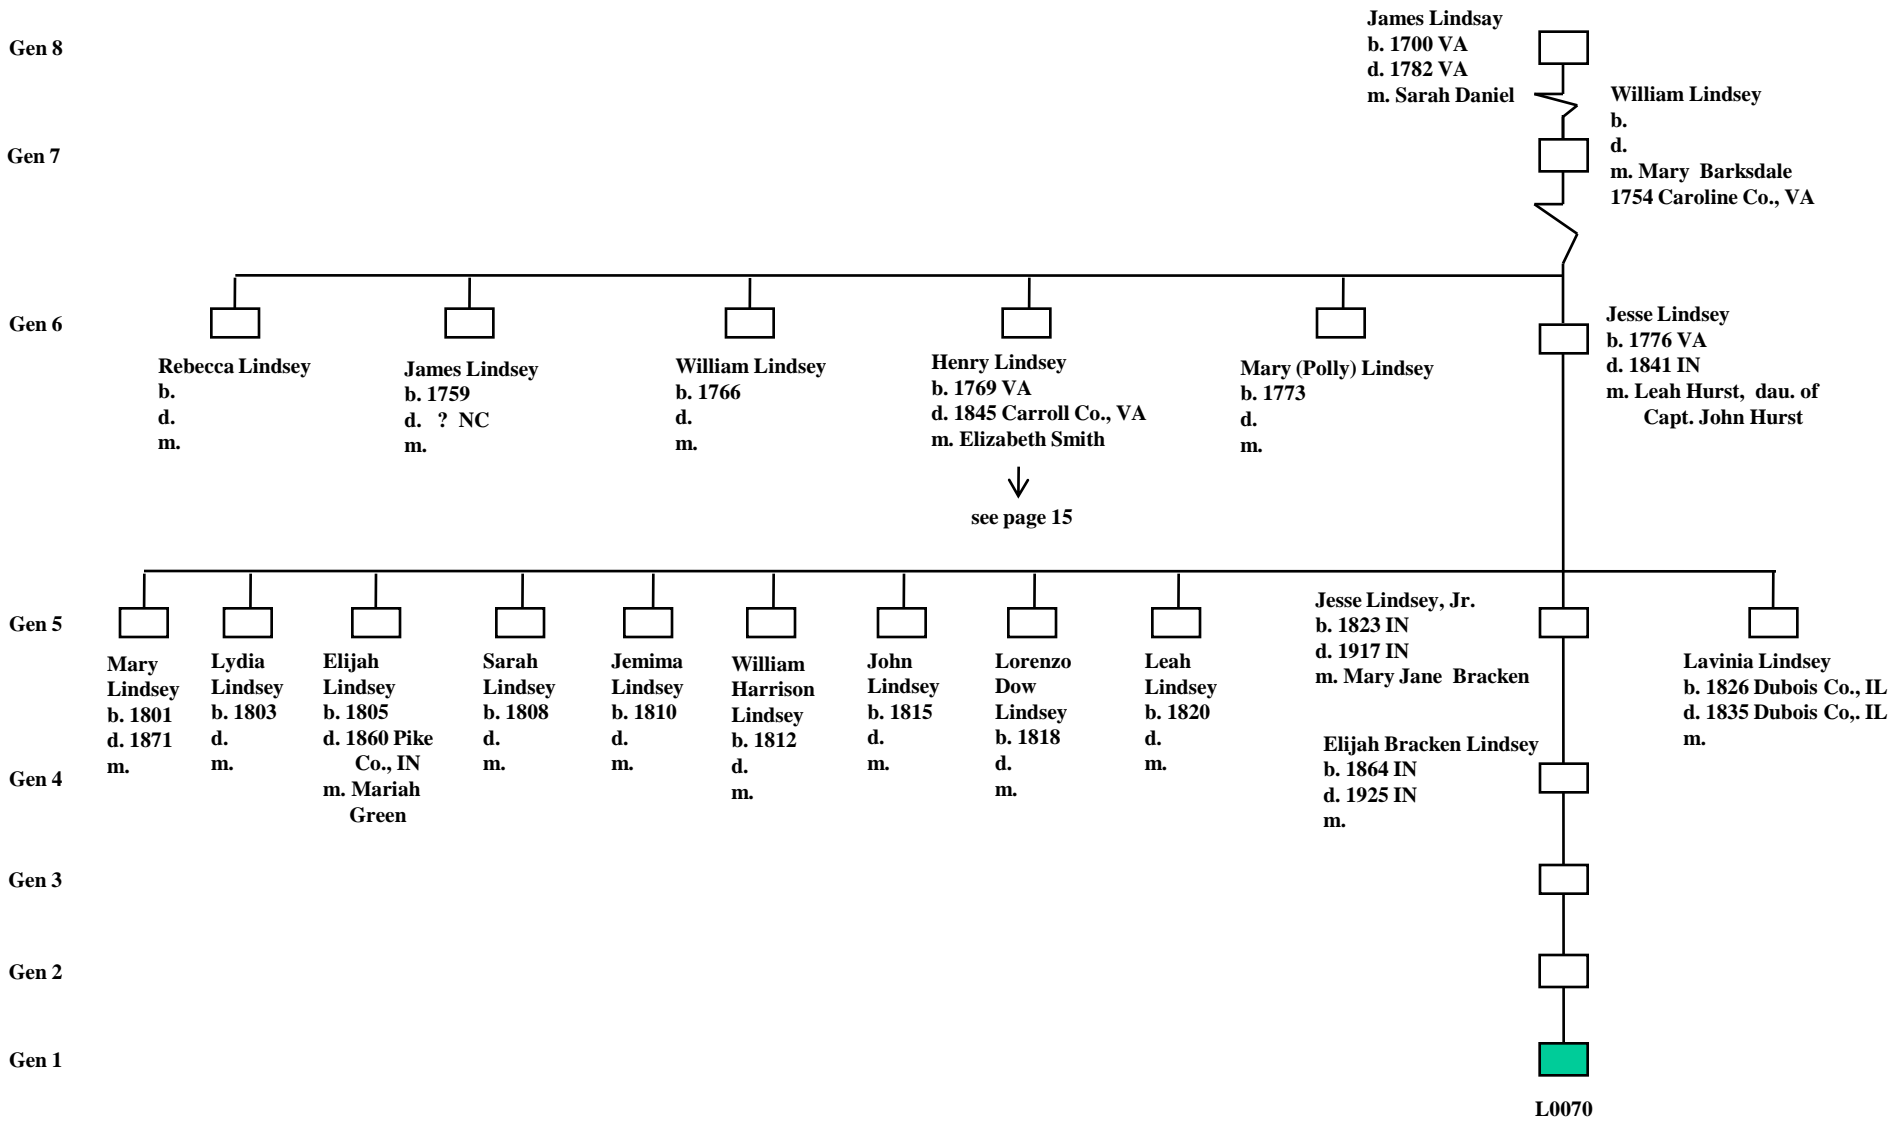 Gen 8
James Lindsay
b. 1700 VA
d. 1782 VA
m. Sarah Daniel
Gen 7
William Lindsey
b.
d.
m. Mary  Barksdale
1754 Caroline Co., VA
Gen 6
Rebecca Lindsey
b.
d.
m.
James Lindsey
b. 1759
d.   ?  NC
m.
William Lindsey
b. 1766
d.
m.
Henry Lindsey
b. 1769 VA
d. 1845 Carroll Co., VA
m. Elizabeth Smith
see page 15
Mary (Polly) Lindsey
b. 1773
d.
m.
Jesse Lindsey
b. 1776 VA
d. 1841 IN
m. Leah Hurst,  dau. of
Capt. John Hurst
Gen 5
Mary
Lindsey
b. 1801
d. 1871
m.
Lydia
Lindsey
b. 1803
d.
m.
Elijah
Lindsey
b. 1805
d. 1860 Pike
Co., IN
m. Mariah
Green
Sarah
Lindsey
b. 1808
d.
m.
Jemima
Lindsey
b. 1810
d.
m.
William
Harrison
Lindsey
b. 1812
d.
m.
John
Lindsey
b. 1815
d.
m.
Lorenzo
Dow
Lindsey
b. 1818
d.
m.
Leah
Lindsey
b. 1820
d.
m.
Jesse Lindsey, Jr.
b. 1823 IN
d. 1917 IN
m. Mary Jane  Bracken
Lavinia Lindsey
b. 1826 Dubois Co., IL
d. 1835 Dubois Co,. IL
m.
Gen 4
Elijah Bracken Lindsey
b. 1864 IN
d. 1925 IN
m.
Gen 3
Gen 2
Gen 1
L0070